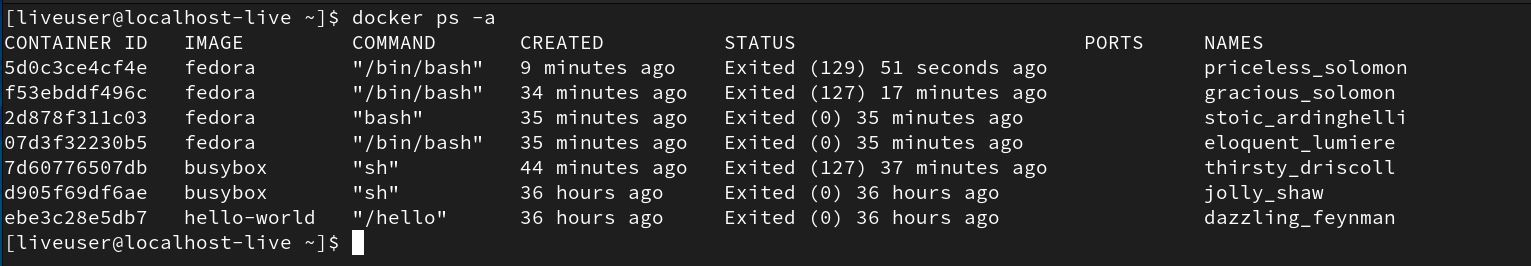 [liveuser@localhost-live ~]$ docker ps -a
CONTAINER ID   IMAGE         COMMAND       CREATED          STATUS                        PORTS     NAMES
5d0c3ce4cf4e   fedora        "/bin/bash"   9 minutes ago    Exited (129) 51 seconds ago             priceless_solomon
f53ebddf496c   fedora        "/bin/bash"   34 minutes ago   Exited (127) 17 minutes ago             gracious_solomon
2d878f311c03   fedora        "bash"        35 minutes ago   Exited (0) 35 minutes ago               stoic_ardinghelli
07d3f32230b5   fedora        "/bin/bash"   35 minutes ago   Exited (0) 35 minutes ago               eloquent_lumiere
7d60776507db   busybox       "sh"          44 minutes ago   Exited (127) 37 minutes ago             thirsty_driscoll
d905f69df6ae   busybox       "sh"          36 hours ago     Exited (0) 36 hours ago                 jolly_shaw
ebe3c28e5db7   hello-world   "/hello"      36 hours ago     Exited (0) 36 hours ago                 dazzling_feynman
[liveuser@localhost-live ~]$